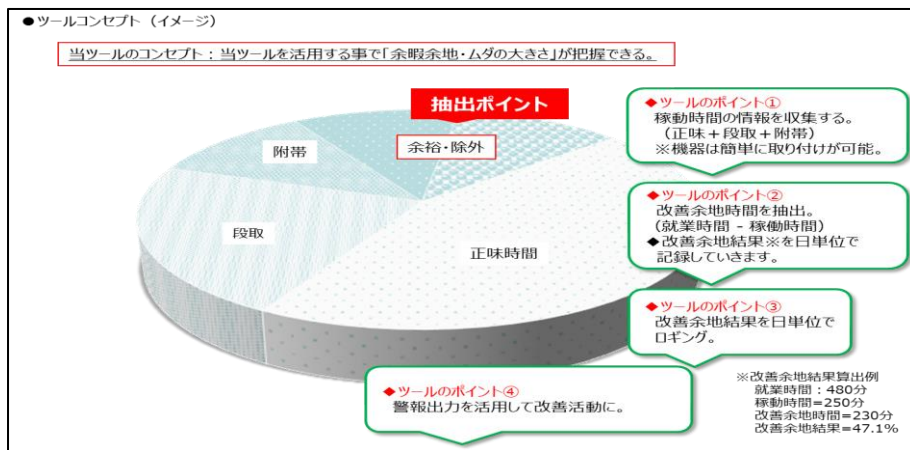 ●ツールコンセプト（イメージ）
当ツールのコンセプト：当ツールを活用する事で「余暇余地・ムダの大きさ」が把握できる。
抽出ポイント
余裕・除外
附帯
段取
正味時間
◆ツールのポイント①
稼動時間の情報を収集する。
（正味＋段取＋附帯）
※機器は簡単に取り付けが可能。
◆ツールのポイント②
改善余地時間を抽出。
(就業時間 - 稼働時間)
◆改善余地結果※を日単位で
記録していきます。
◆ツールのポイント③
改善余地結果を日単位で
ロギング。
◆ツールのポイント④
警報出力を活用して改善活動に。
※改善余地結果算出例
就業時間：480分
稼働時間=250分
改善余地時間=230分
改善余地結果=47.1%